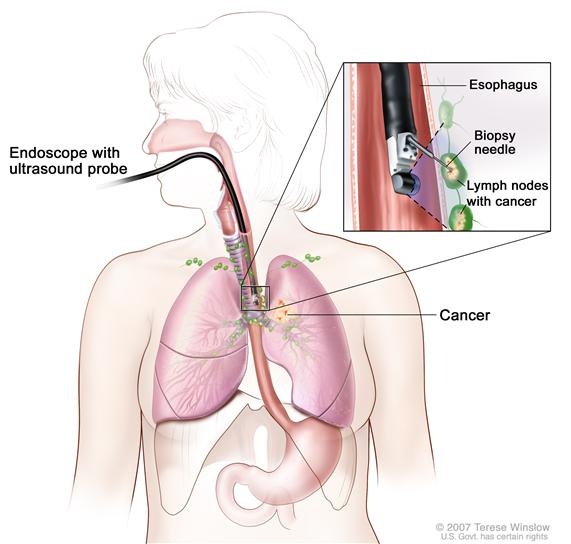 Endoscope with
ultrasound probe
Esophagus
Biopsy
needle
Lymph nodes
with cancer
Cancer
© 2007 Terese Winslow
U.S. Govt. has certain rights